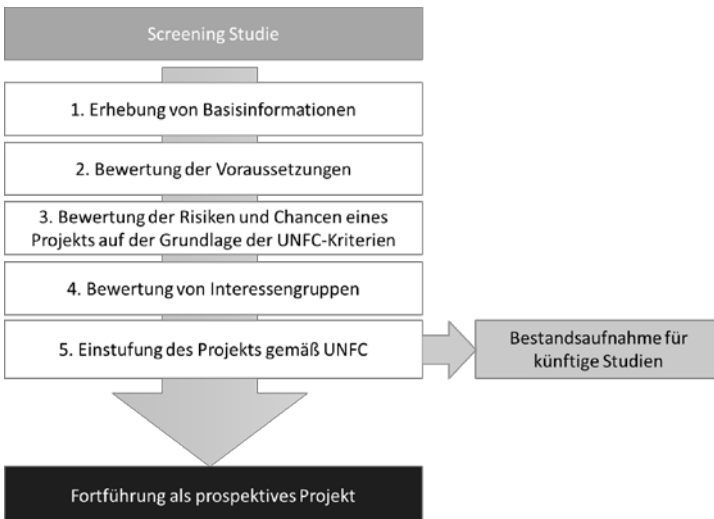 Screening Studie
1. Erhebung von Basisinformationen
2. Bewertung der Voraussetzungen
3. Bewertung der Risiken und Chancen eines
Projekts auf der Grundlage der UNFC-Kriterien
4. Bewertung von Interessengruppen
5. Einstufung des Projekts gemäß UNFC
Bestandsaufnahme für
künftige Studien
Fortführung als prospektives Projekt